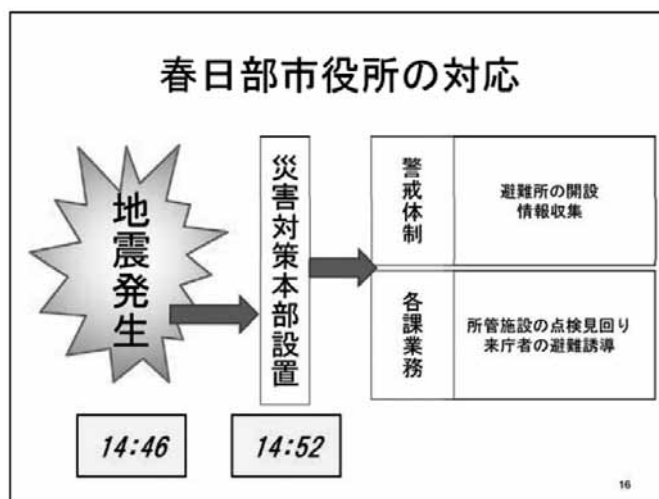 春日部市役所の対応
地震発生
災害対策本部設置
警戒体制
避難所の開設
情報収集
各課業務
所管施設の点検見回り
来庁者の避難誘導
14:46
14:52
16